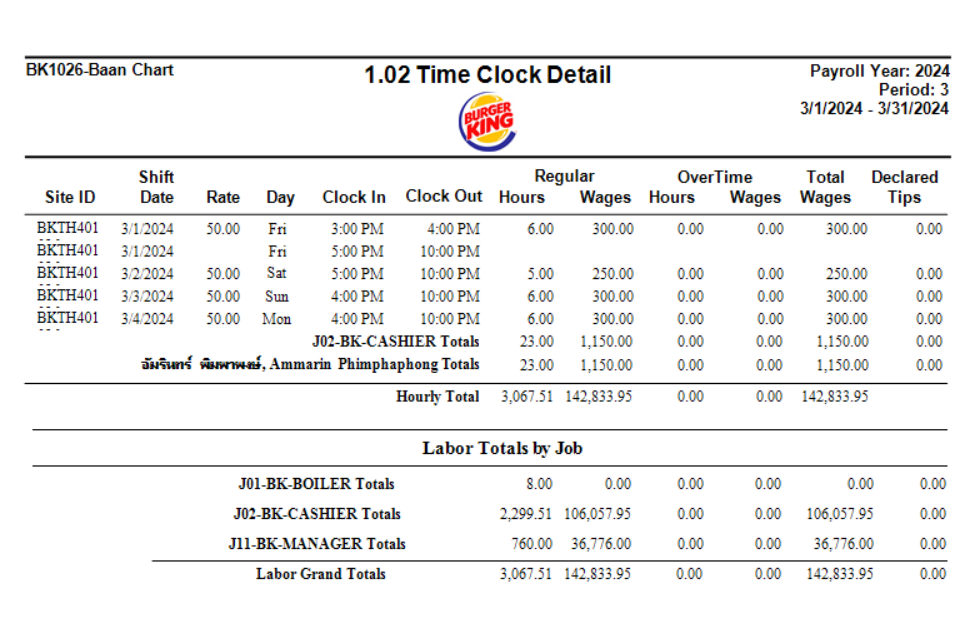 BK1026-Baan Chart
1.02 Time Clock Detail
Payroll Year: 2024
Period: 3
3/1/2024 - 3/31/2024
BURGER
KING
Shift Regular OverTime Total Declared
Site ID Date Rate Day Clock In Clock Out Hours Wages Hours Wages Wages Tips
BKTH401 3/1/2024 50.00 Fri 3:00 PM 4:00 PM 6.00 300.00 0.00 0.00 300.00 0.00
BKTH401 3/1/2024 Fri 5:00 PM 10:00 PM
BKTH401 3/2/2024 50.00 Sat 5:00 PM 10:00 PM 5.00 250.00 0.00 0.00 250.00 0.00
BKTH401 3/3/2024 50.00 Sun 4:00 PM 10:00 PM 6.00 300.00 0.00 0.00 300.00 0.00
BKTH401 3/4/2024 50.00 Mon 4:00 PM 10:00 PM 6.00 300.00 0.00 0.00 300.00 0.00
J02-BK-CASHIER Totals 23.00 1,150.00 0.00 0.00 1,150.00 0.00
อัมรินทร์ พิมพาพงษ์, Ammarin Phimphaphong Totals 23.00 1,150.00 0.00 0.00 1,150.00 0.00
Hourly Total 3,067.51 142,833.95 0.00 0.00 142,833.95
Labor Totals by Job
J01-BK-BOILER Totals 8.00 0.00 0.00 0.00 0.00 0.00
J02-BK-CASHIER Totals 2,299.51 106,057.95 0.00 0.00 106,057.95 0.00
J11-BK-MANAGER Totals 760.00 36,776.00 0.00 0.00 36,776.00 0.00
Labor Grand Totals 3,067.51 142,833.95 0.00 0.00 142,833.95 0.00